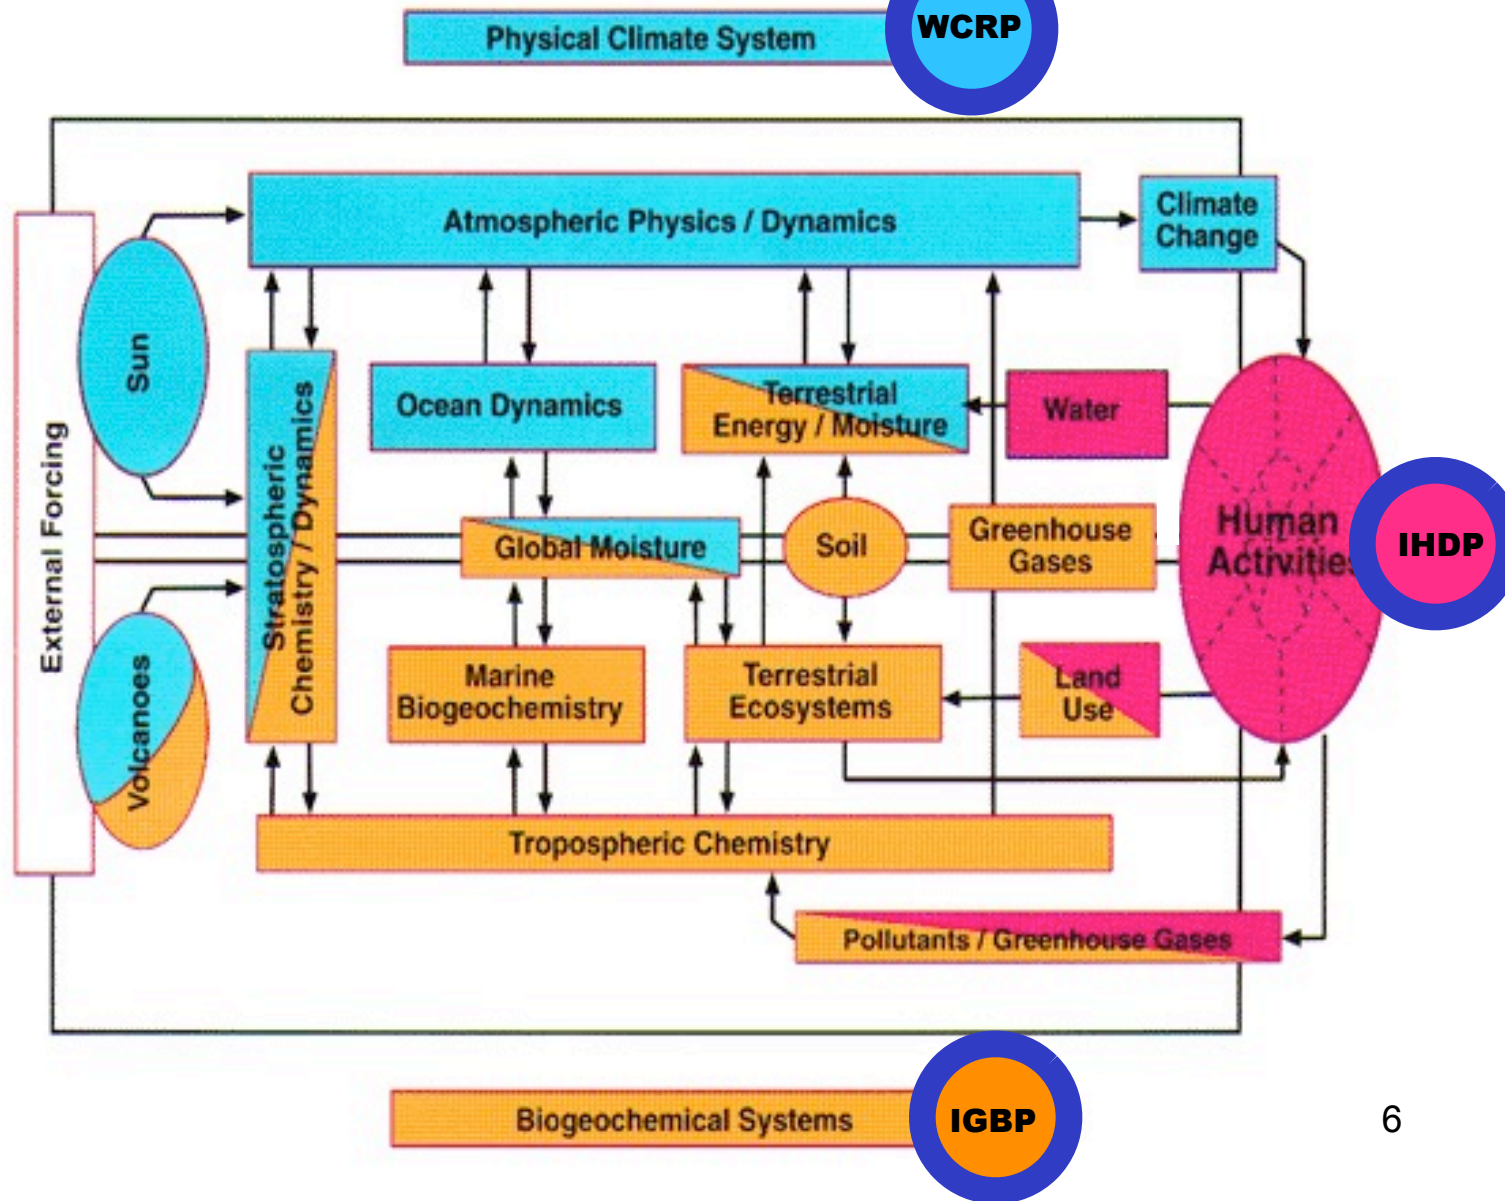 Physical Climate System
WCRP
Atmospheric Physics / Dynamics
Climate
Change
Sun
External Forcing
Stratospheric
Chemistry / Dynamics
Ocean Dynamics
Terrestrial
Energy / Moisture
Water
Global Moisture
Soil
Greenhouse
Gases
Human
Activities
IHDP
Volcanoes
Marine
Biogeochemistry
Terrestrial
Ecosystems
Land
Use
Tropospheric Chemistry
Pollutants / Greenhouse Gases
Biogeochemical Systems
IGBP
6